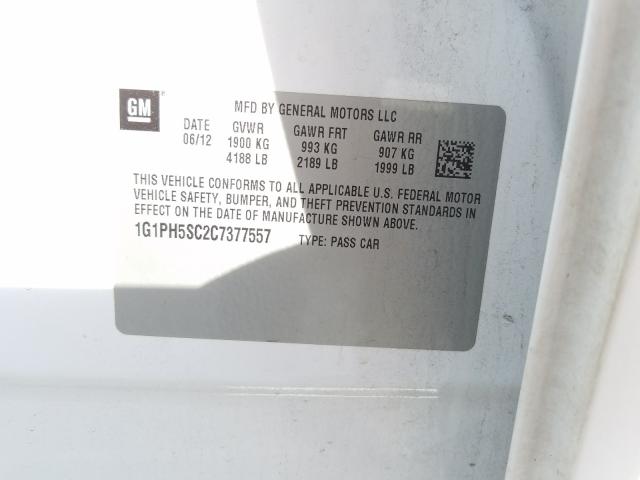 GM
MFD BY GENERAL MOTORS LLC
DATE GVWR GAWR FRT GAWR RR
06/12 1900 KG 993 KG 907 KG
4188 LB 2189 LB 1999 LB
THIS VEHICLE CONFORMS TO ALL APPLICABLE U.S. FEDERAL MOTOR
VEHICLE SAFETY, BUMPER, AND THEFT PREVENTION STANDARDS IN
EFFECT ON THE DATE OF MANUFACTURE SHOWN ABOVE.
1G1PH5SC2C7377557 TYPE: PASS CAR